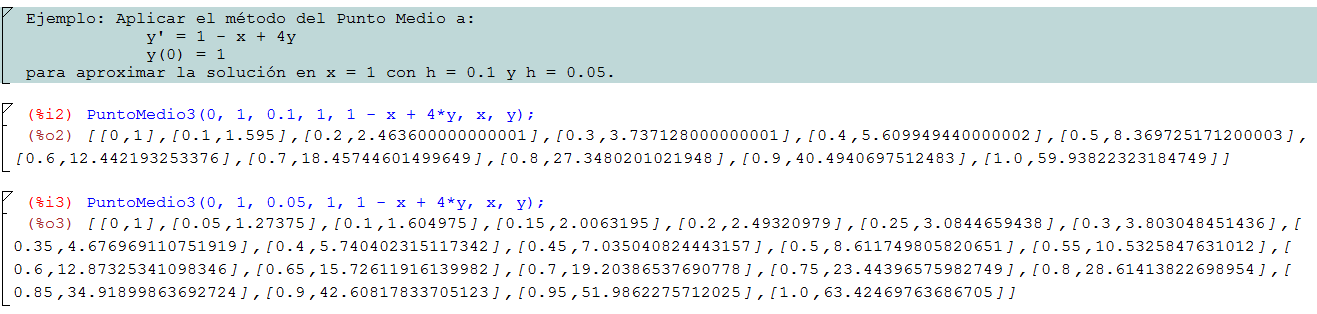 Ejemplo: Aplicar el método del Punto Medio a:
y' = 1 - x + 4y
y(0) = 1
para aproximar la solución en x = 1 con h = 0.1 y h = 0.05.
(%i2) PuntoMedio3(0, 1, 0.1, 1, 1 - x + 4*y, x, y);
(%o2) [[0,1],[0.1,1.595],[0.2,2.463600000000001],[0.3,3.737128000000001],[0.4,5.609949440000002],[0.5,8.369725171200003],
[0.6,12.442193253376],[0.7,18.45744601499649],[0.8,27.3480201021948],[0.9,40.4940697512483],[1.0,59.93822323184749]]
(%i3) PuntoMedio3(0, 1, 0.05, 1, 1 - x + 4*y, x, y);
(%o3) [[0,1],[0.05,1.27375],[0.1,1.604975],[0.15,2.0063195],[0.2,2.49320979],[0.25,3.0844659438],[0.3,3.803048451436],[
0.35,4.676969110751919],[0.4,5.740402315117342],[0.45,7.035040824443157],[0.5,8.611749805820651],[0.55,10.5325847631012],[
0.6,12.87325341098346],[0.65,15.72611916139982],[0.7,19.20386537690778],[0.75,23.44396575982749],[0.8,28.61413822698954],[
0.85,34.91899863692724],[0.9,42.60817833705123],[0.95,51.9862275712025],[1.0,63.42469763686705]]